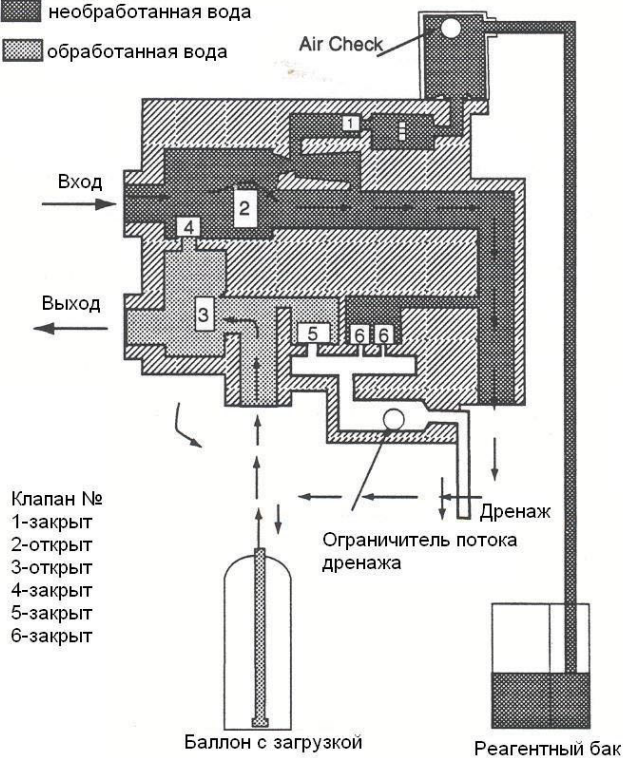 необработанная вода
обработанная вода
Air Check
1
Вход
2
4
Выход
3
5
6 6
Клапан №
1-закрыт
2-открыт
3-открыт
4-закрыт
5-закрыт
6-закрыт
Дренаж
Ограничитель потока
дренажа
Баллон с загрузкой
Реагентный бак